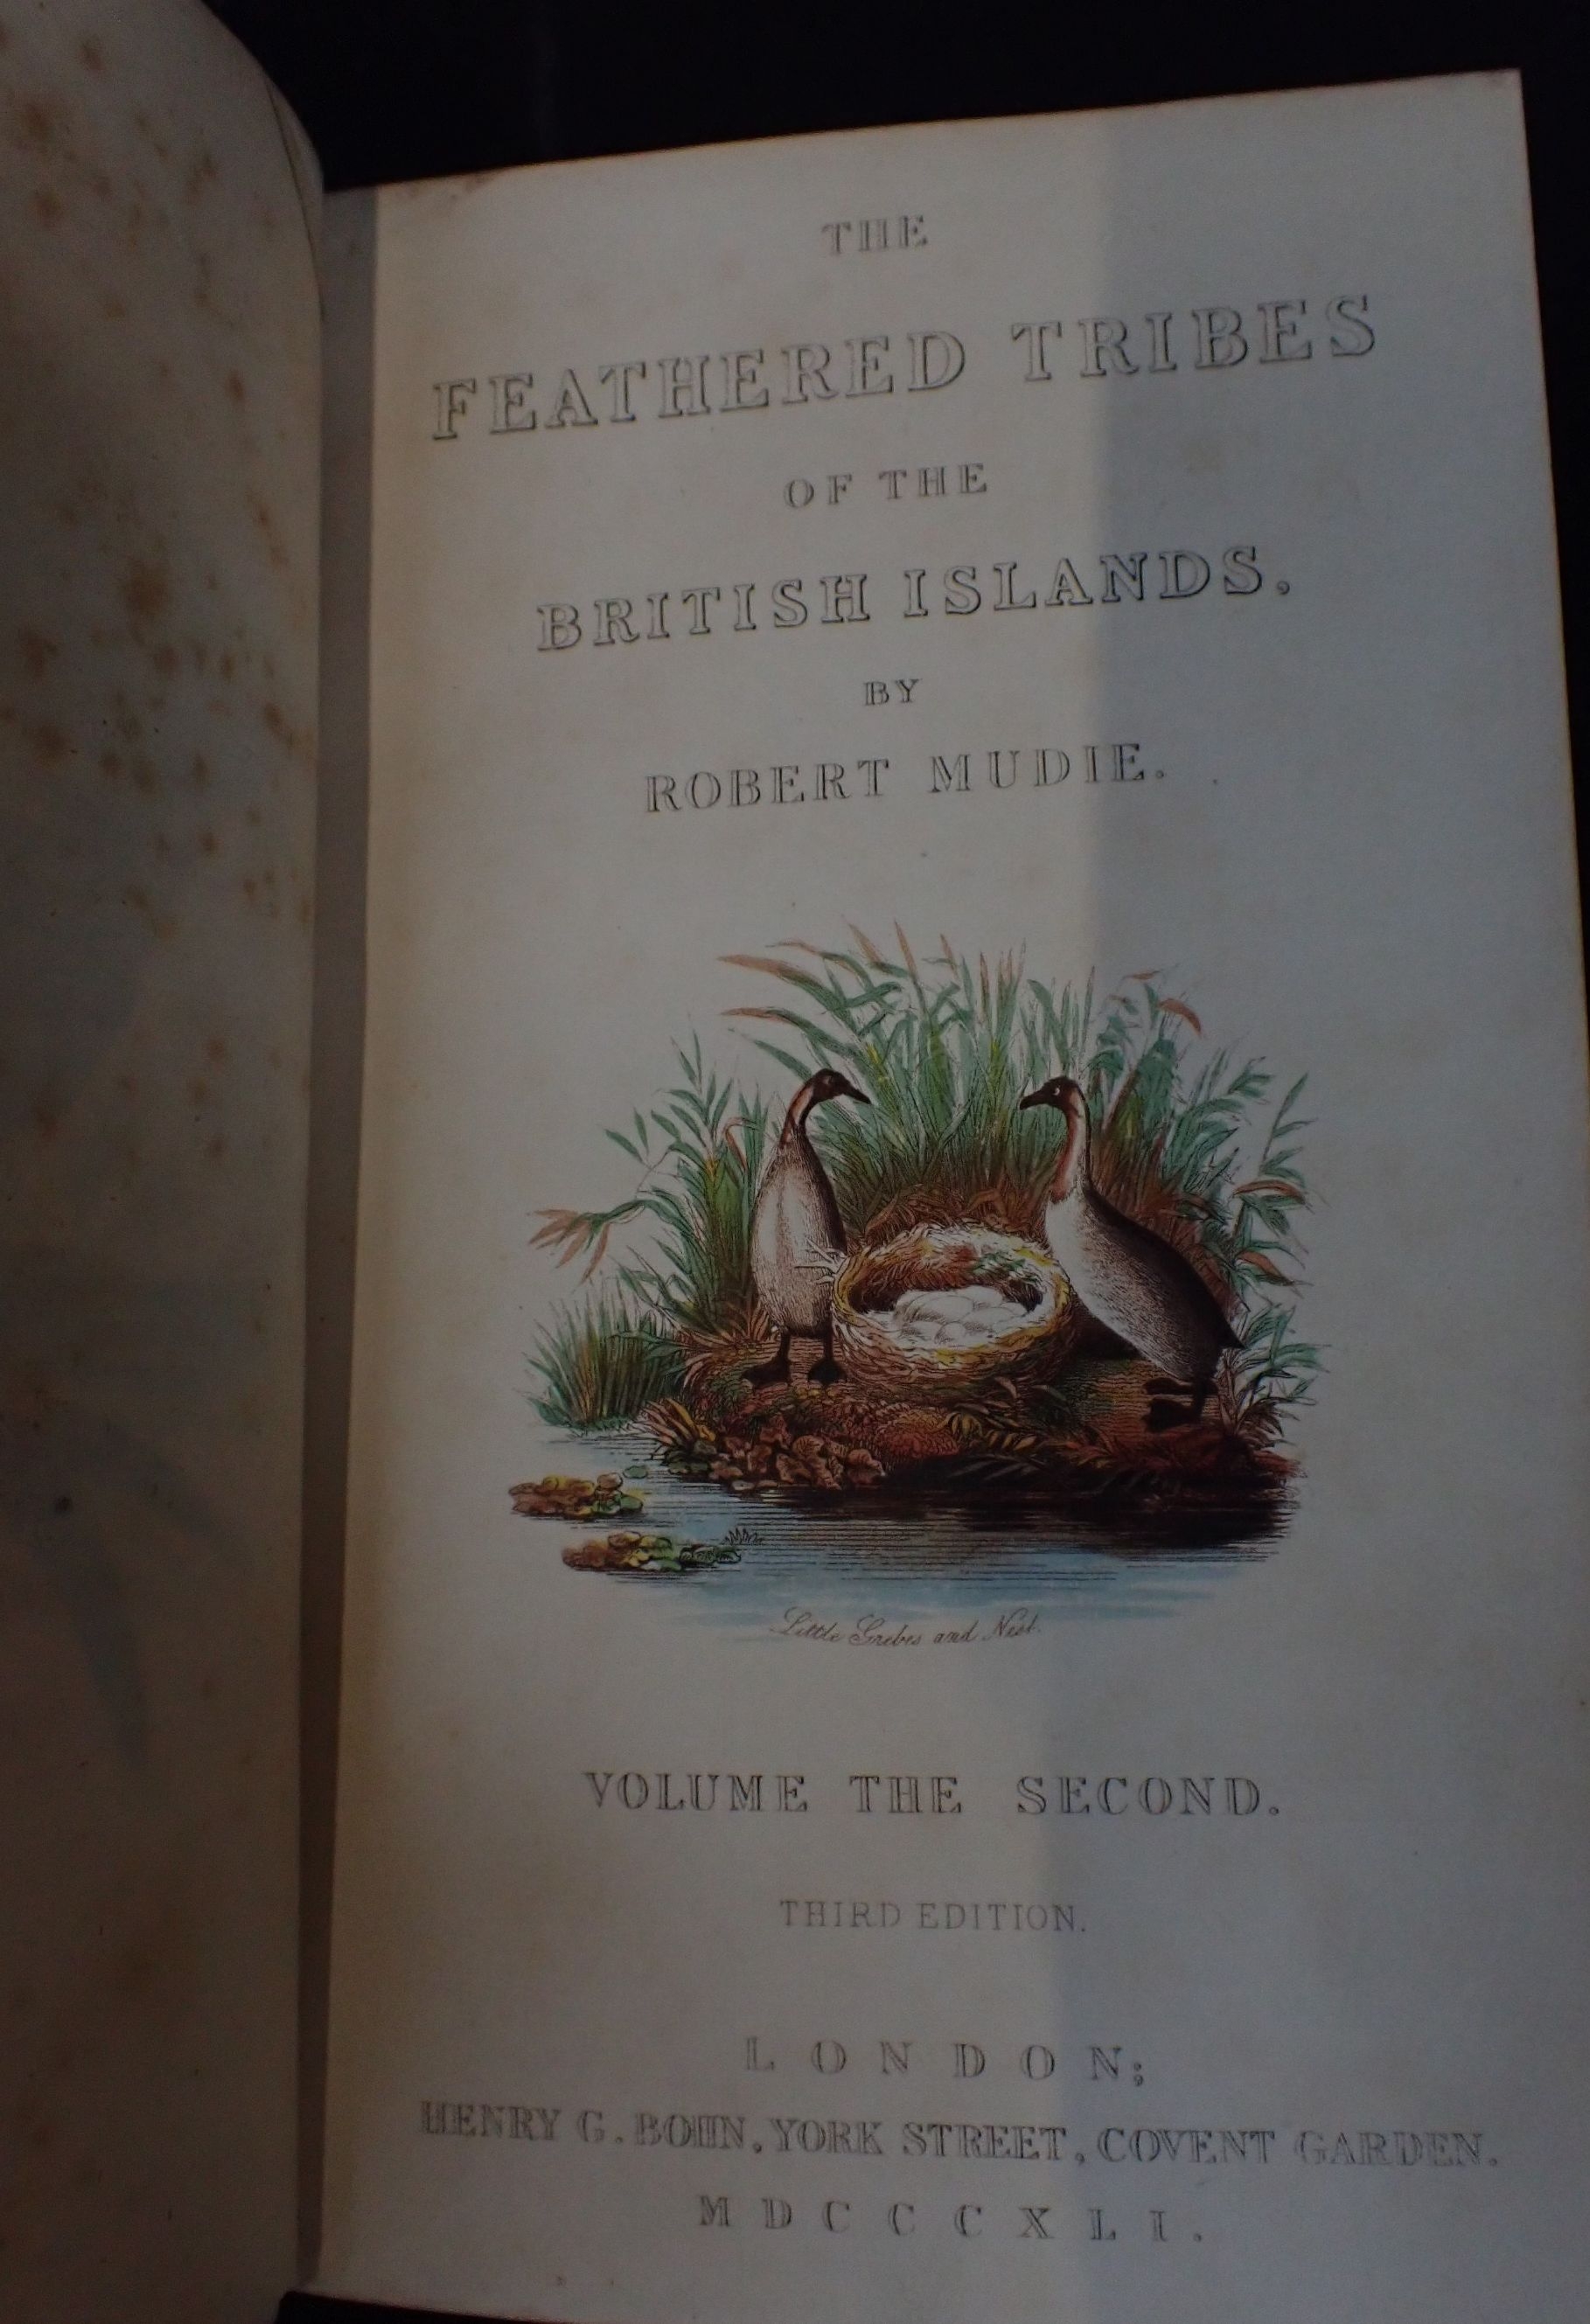 THE
FEATHERED TRIBES
OF THE
BRITISH ISLANDS,
BY
ROBERT MUDIE.
Little Grebes and Nest.
VOLUME THE SECOND.
THIRD EDITION.
LONDON;
HENRY G. BOHN, YORK STREET, COVENT GARDEN.
MDCCCXLI.